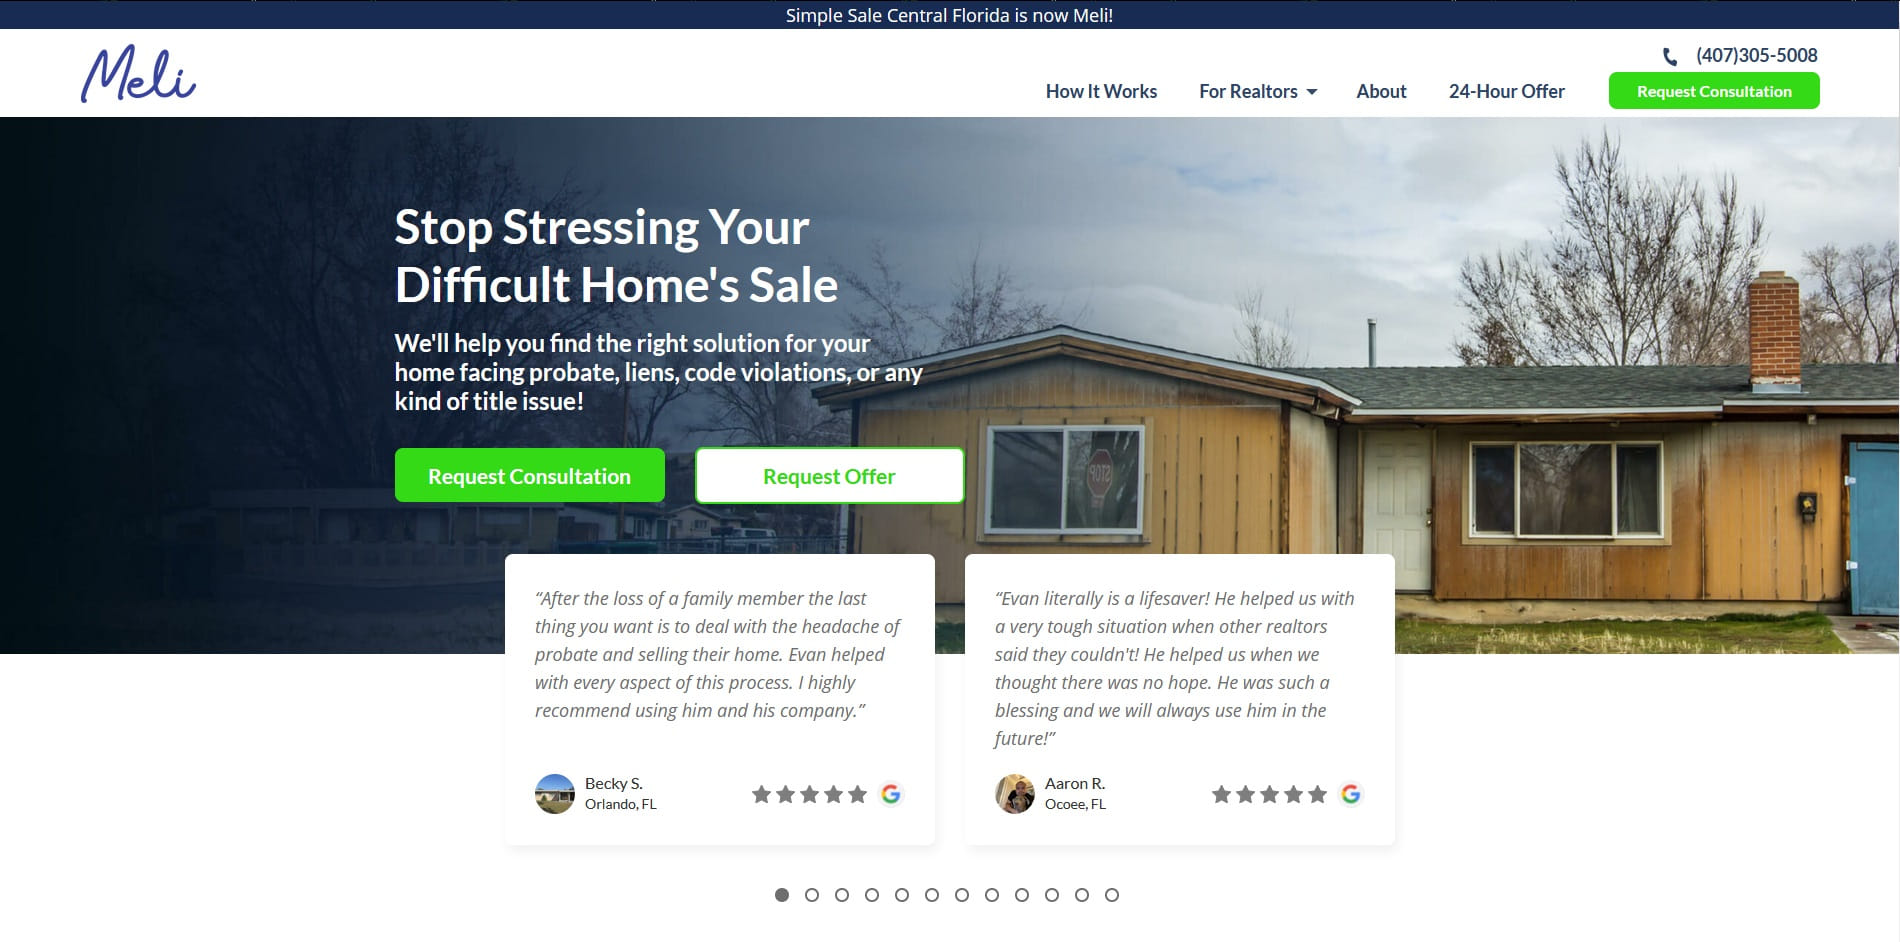 Simple Sale Central Florida is now Meli!
Meli
(407)305-5008
How It Works
For Realtors
About
24-Hour Offer
Request Consultation
Stop Stressing Your
Difficult Home's Sale
We'll help you find the right solution for your
home facing probate, liens, code violations, or any
kind of title issue!
Request Consultation
Request Offer
STOP
“After the loss of a family member the last
thing you want is to deal with the headache of
probate and selling their home. Evan helped
with every aspect of this process. I highly
recommend using him and his company.”
Becky S.
Orlando, FL
G
“Evan literally is a lifesaver! He helped us with
a very tough situation when other realtors
said they couldn't! He helped us when we
thought there was no hope. He was such a
blessing and we will always use him in the
future!”
Aaron R.
Ocoee, FL
G